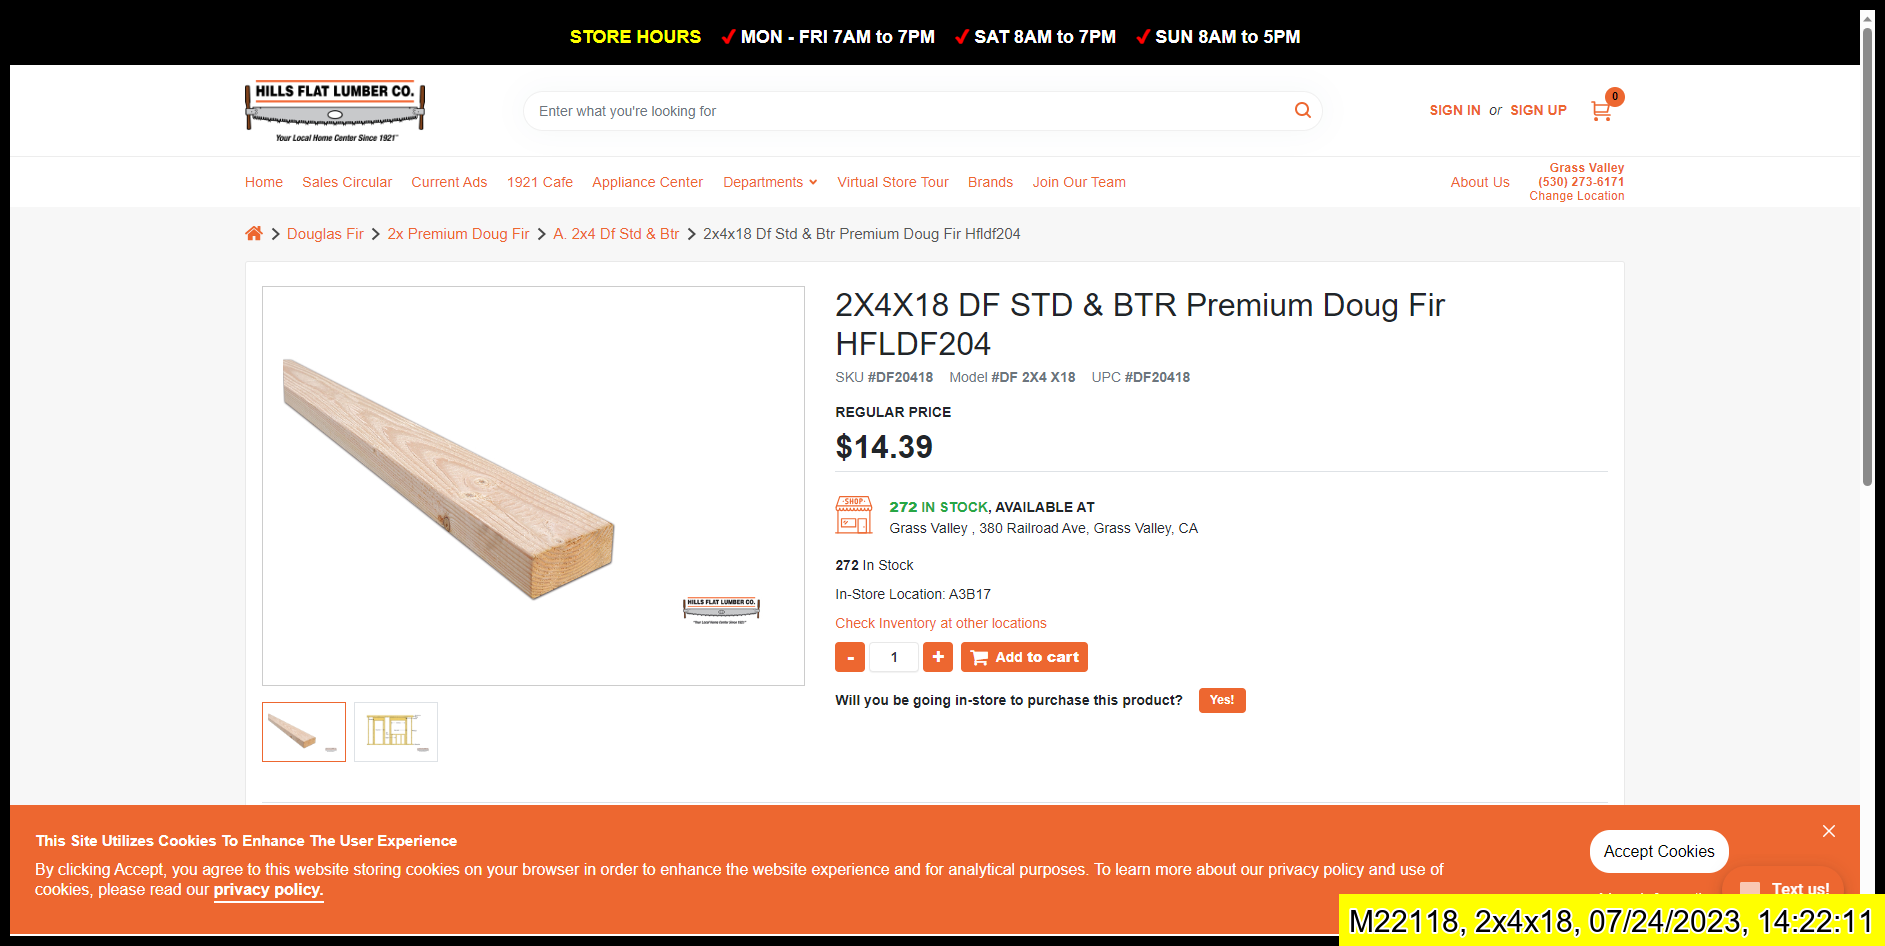 STORE HOURS ✓ MON - FRI 7AM to 7PM ✓ SAT 8AM to 7PM ✓ SUN 8AM to 5PM
HILLS FLAT LUMBER CO.
Your Local Home Center Since 1921"
Enter what you're looking for
SIGN IN or SIGN UP
0
Home Sales Circular Current Ads 1921 Cafe Appliance Center Departments Virtual Store Tour Brands Join Our Team
About Us
Grass Valley
(530) 273-6171
Change Location
Douglas Fir > 2x Premium Doug Fir > A. 2x4 Df Std & Btr > 2x4x18 Df Std & Btr Premium Doug Fir Hfldf204
2X4X18 DF STD & BTR Premium Doug Fir
HFLDF204
SKU #DF20418 Model #DF 2X4 X18 UPC #DF20418
REGULAR PRICE
$14.39
·SHOP·
272 IN STOCK, AVAILABLE AT
Grass Valley , 380 Railroad Ave, Grass Valley, CA
272 In Stock
In-Store Location: A3B17
Check Inventory at other locations
- 1 + Add to cart
Will you be going in-store to purchase this product? Yes!
HILLS FLAT LUMBER CO.
"Your Local Home Center Since 1921"
This Site Utilizes Cookies To Enhance The User Experience
By clicking Accept, you agree to this website storing cookies on your browser in order to enhance the website experience and for analytical purposes. To learn more about our privacy policy and use of
cookies, please read our privacy policy.
Accept Cookies
Text us!
M22118, 2x4x18, 07/24/2023, 14:22:11